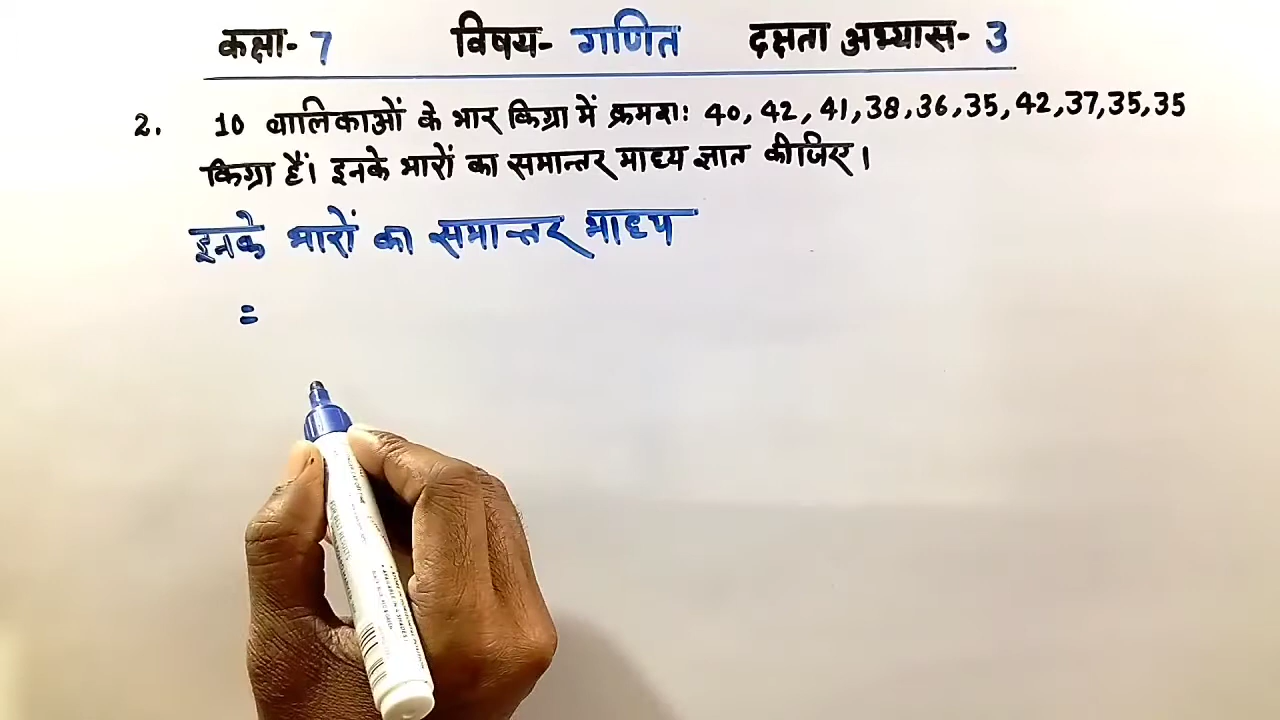 कक्षा- 7 विषय- गणित दक्षता अभ्यास- 3
2. 10 बालिकाओं के भार किग्रा में क्रमशः 40, 42, 41, 38, 36, 35, 42, 37, 35, 35
किग्रा हैं। इनके भारों का समान्तर माध्य ज्ञात कीजिए।
इनके भारों का समान्तर माध्य
=